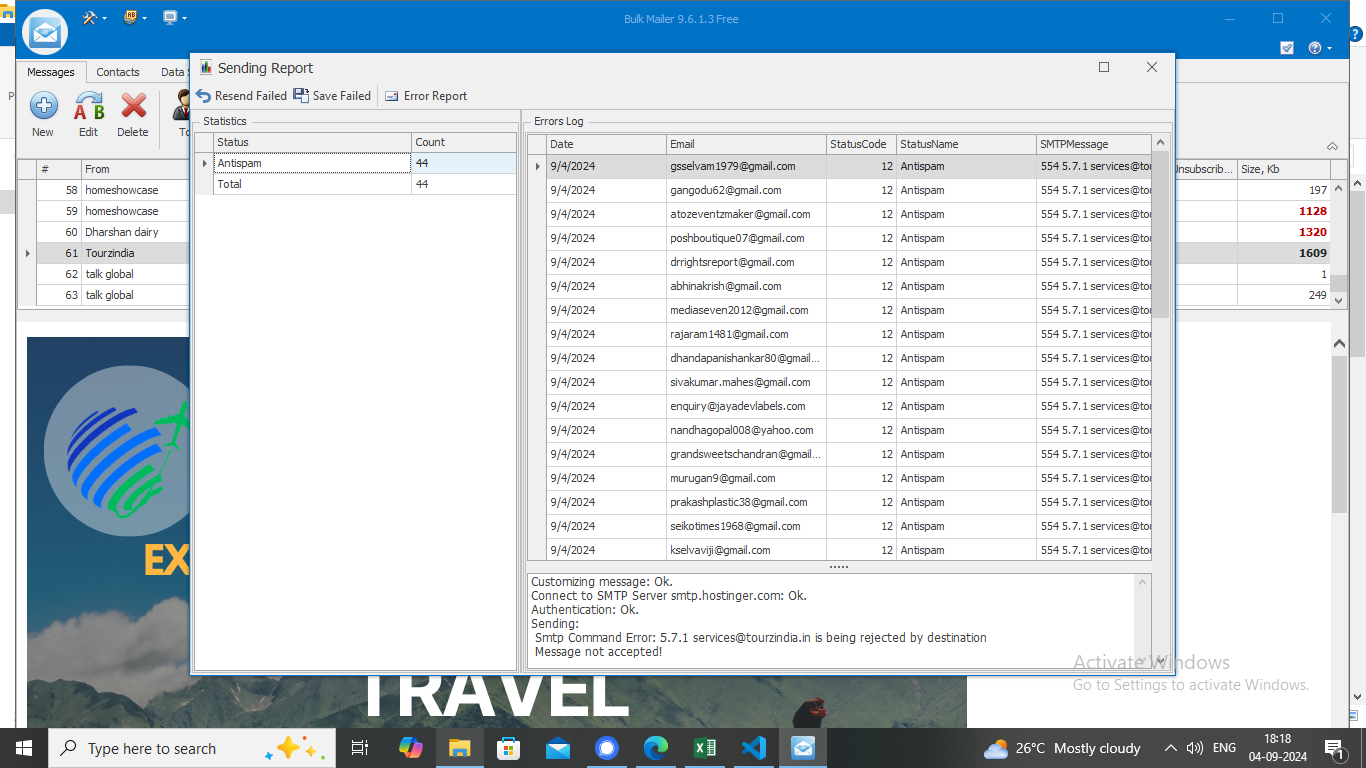 Bulk Mailer 9.6.1.3 Free
Messages Contacts Data
New Edit Delete To
# From
58 homeshowcase
59 homeshowcase
60 Dharshan dairy
61 Tourzindia
62 talk global
63 talk global
Sending Report
Resend Failed Save Failed Error Report
Statistics
Status Count
Antispam 44
Total 44
Errors Log
Date Email StatusCode StatusName SMTPMessage
9/4/2024 gsselvam1979@gmail.com 12 Antispam 554 5.7.1 services@tou
9/4/2024 gangodu62@gmail.com 12 Antispam 554 5.7.1 services@tou
9/4/2024 atozeventzmaker@gmail.com 12 Antispam 554 5.7.1 services@tou
9/4/2024 poshboutique07@gmail.com 12 Antispam 554 5.7.1 services@tou
9/4/2024 drrightsreport@gmail.com 12 Antispam 554 5.7.1 services@tou
9/4/2024 abhinakrish@gmail.com 12 Antispam 554 5.7.1 services@tou
9/4/2024 mediaseven2012@gmail.com 12 Antispam 554 5.7.1 services@tou
9/4/2024 rajaram1481@gmail.com 12 Antispam 554 5.7.1 services@tou
9/4/2024 dhandapanishankar80@gmail... 12 Antispam 554 5.7.1 services@tou
9/4/2024 sivakumar.mahes@gmail.com 12 Antispam 554 5.7.1 services@tou
9/4/2024 enquiry@jayadevlabels.com 12 Antispam 554 5.7.1 services@tou
9/4/2024 nandhagopal008@yahoo.com 12 Antispam 554 5.7.1 services@tou
9/4/2024 grandsweetschandran@gmail... 12 Antispam 554 5.7.1 services@tou
9/4/2024 murugan9@gmail.com 12 Antispam 554 5.7.1 services@tou
9/4/2024 prakashplastic38@gmail.com 12 Antispam 554 5.7.1 services@tou
9/4/2024 seikotimes1968@gmail.com 12 Antispam 554 5.7.1 services@tou
9/4/2024 kselvaviji@gmail.com 12 Antispam 554 5.7.1 services@tou
Customizing message: Ok.
Connect to SMTP Server smtp.hostinger.com: Ok.
Authentication: Ok.
Sending:
Smtp Command Error: 5.7.1 services@tourzindia.in is being rejected by destination
Message not accepted!
Unsubscrib... Size, Kb
197
1128
1320
1609
1
249
EX
TRAVEL
Activate Windows
Go to Settings to activate Windows.
Type here to search
26°C Mostly cloudy
ENG
18:18
04-09-2024
1